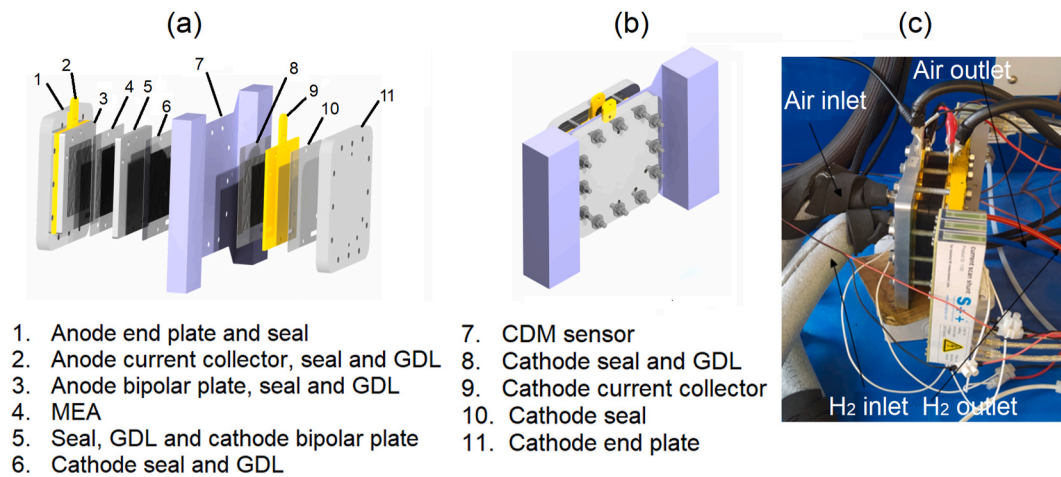 (a)
(b)
(c)
1
2
3
4
5
6
7
8
9
10
11
Air outlet
Air inlet
H2 inlet
H2 outlet
current scan shunt
S++
1. Anode end plate and seal
2. Anode current collector, seal and GDL
3. Anode bipolar plate, seal and GDL
4. MEA
5. Seal, GDL and cathode bipolar plate
6. Cathode seal and GDL
7. CDM sensor
8. Cathode seal and GDL
9. Cathode current collector
10. Cathode seal
11. Cathode end plate